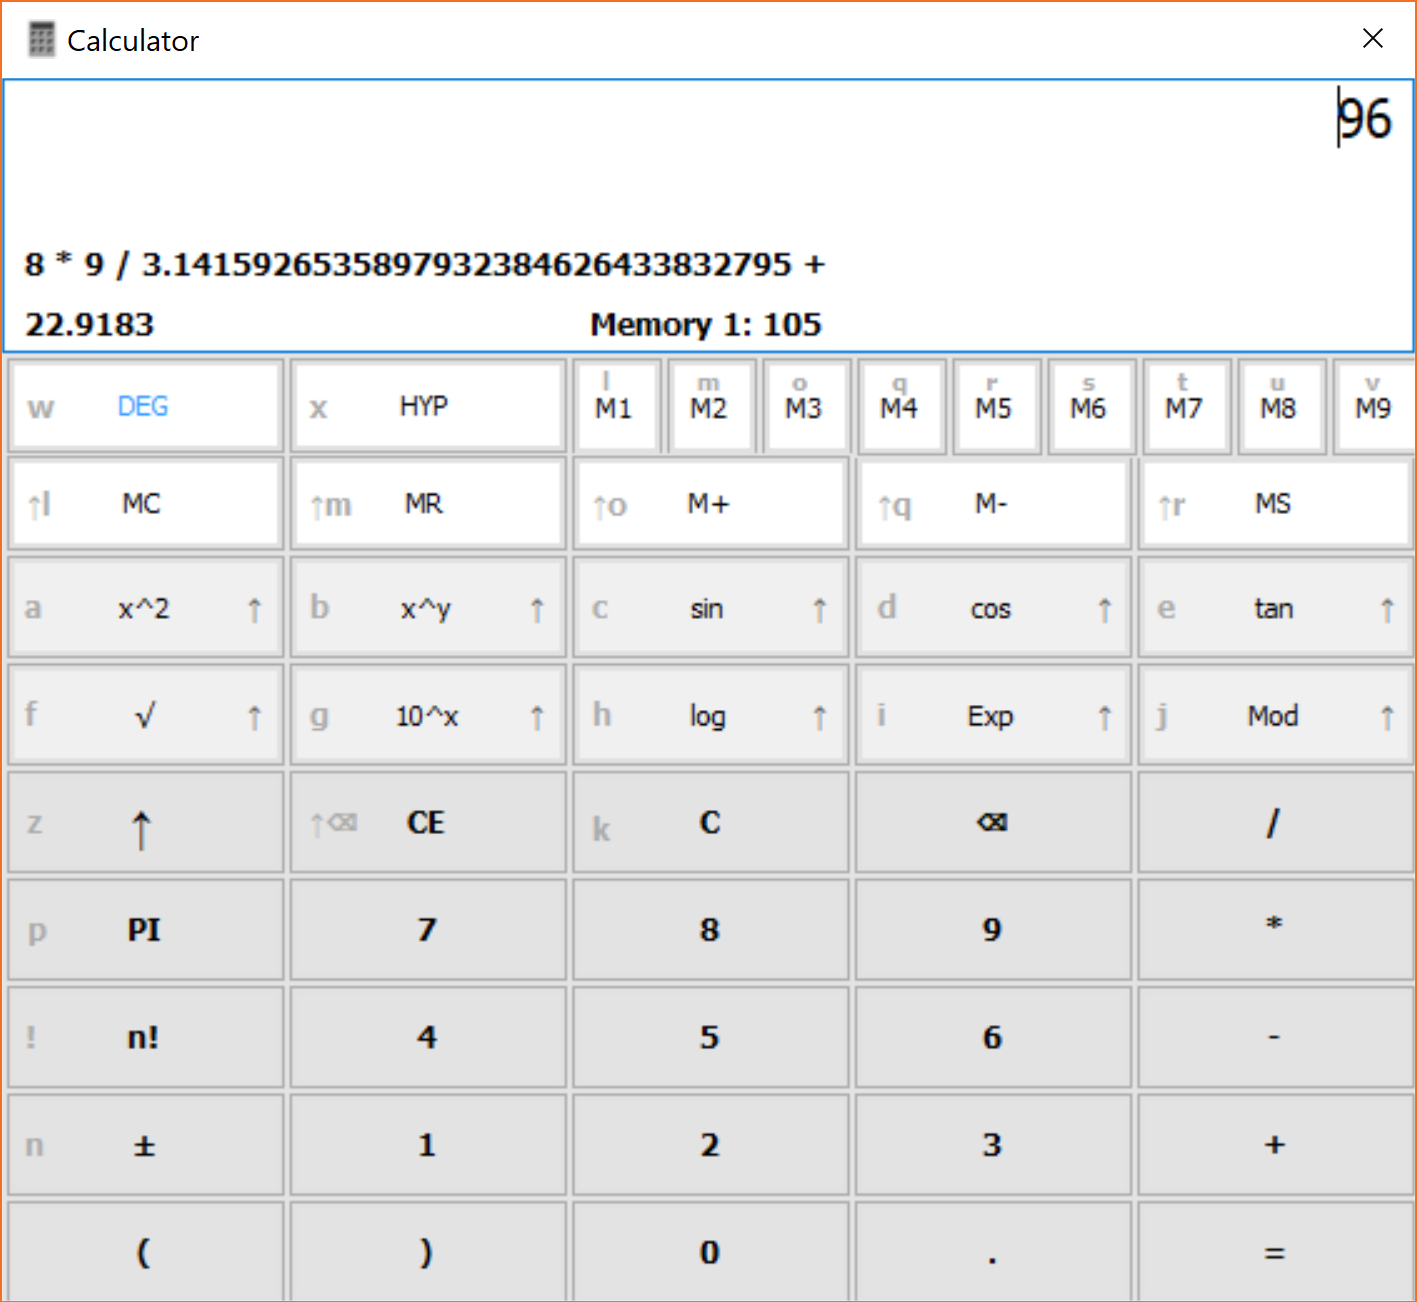 Calculator
96
8 * 9 / 3.1415926535897932384626433832795 +
22.9183 Memory 1: 105
w DEG x HYP l M1 m M2 o M3 q M4 r M5 s M6 t M7 u M8 v M9
↑l MC ↑m MR ↑o M+ ↑q M- ↑r MS
a x^2 ↑ b x^y ↑ c sin ↑ d cos ↑ e tan ↑
f √ ↑ g 10^x ↑ h log ↑ i Exp ↑ j Mod ↑
z ↑ ↑⌫ CE k C ⌫ /
p PI 7 8 9 *
! n! 4 5 6 -
n ± 1 2 3 +
( ) 0 . =